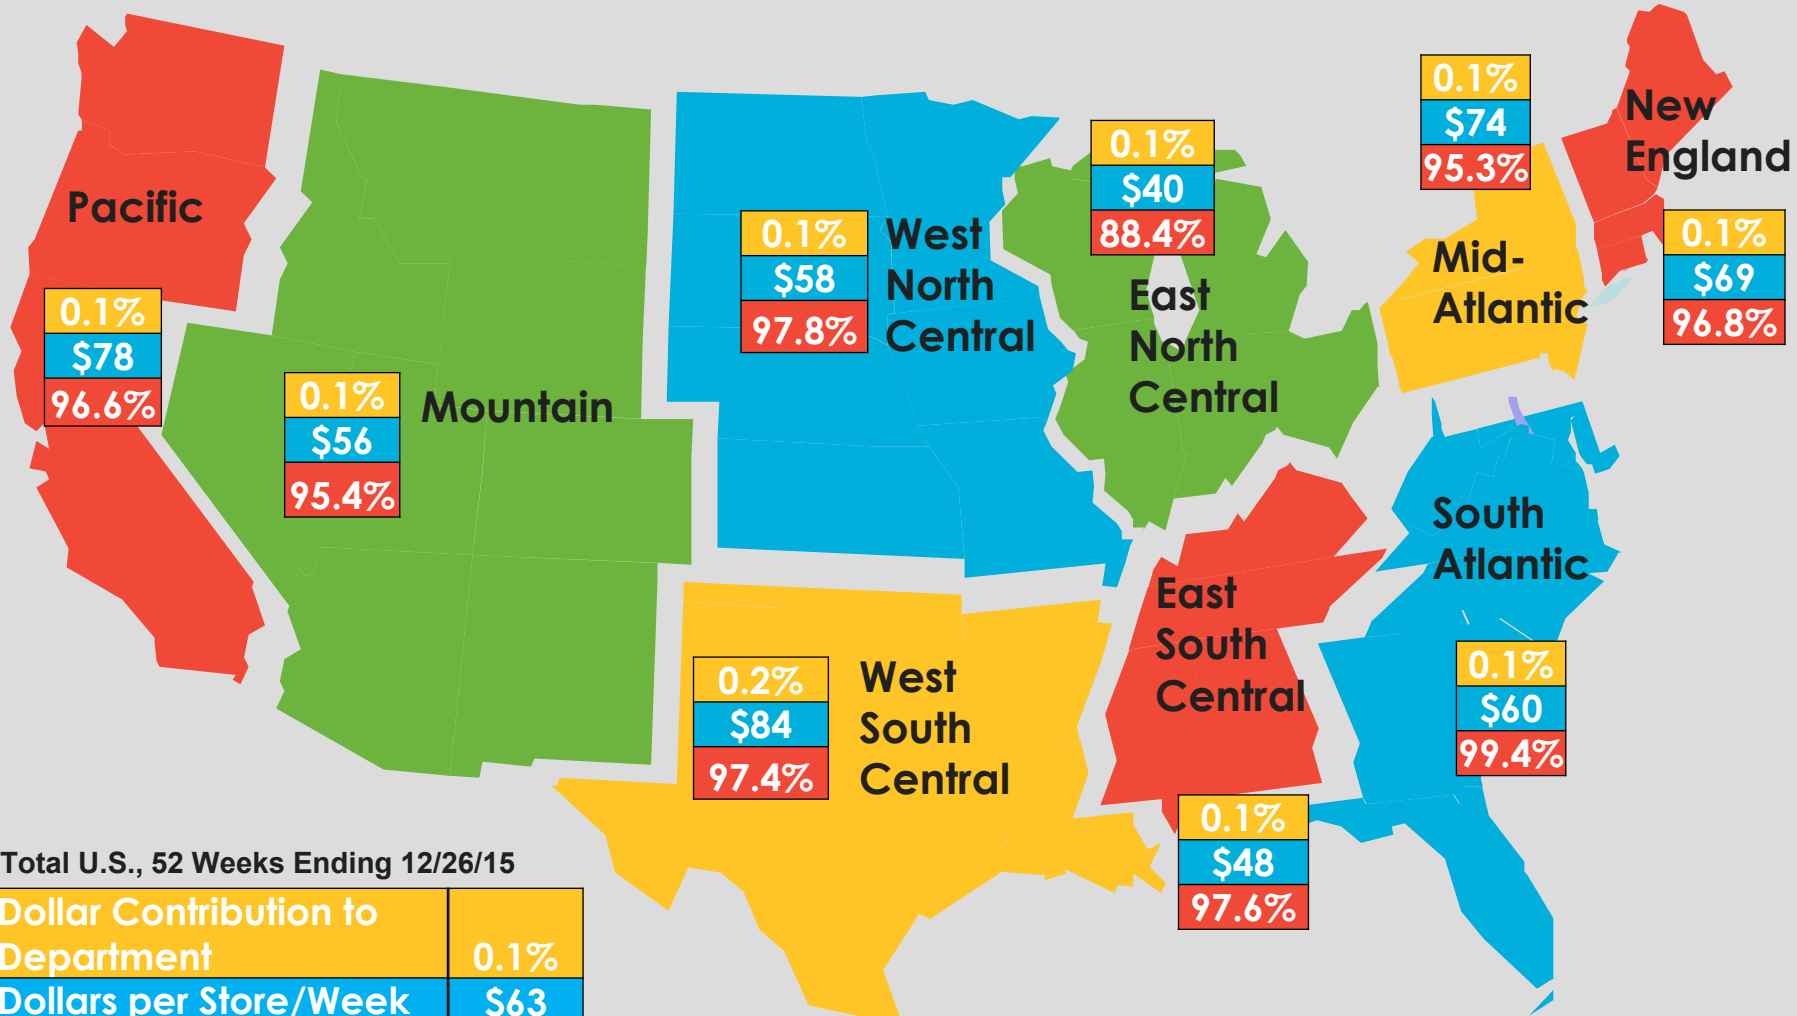 Pacific
0.1%
$78
96.6%
Mountain
0.1%
$56
95.4%
West
North
Central
0.1%
$58
97.8%
0.1%
$40
88.4%
East
North
Central
0.1%
$74
95.3%
Mid-
Atlantic
New
England
0.1%
$69
96.8%
South
Atlantic
0.1%
$60
99.4%
East
South
Central
0.1%
$48
97.6%
West
South
Central
0.2%
$84
97.4%
Total U.S., 52 Weeks Ending 12/26/15
Dollar Contribution to
Department 0.1%
Dollars per Store/Week $63